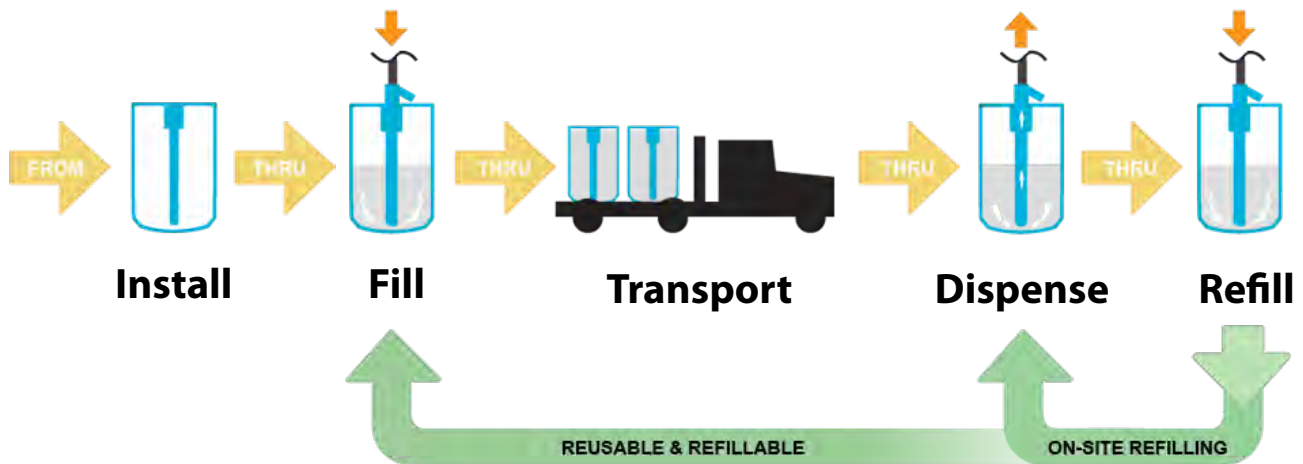 FROM
THRU
THRU
THRU
THRU
Install
Fill
Transport
Dispense
Refill
REUSABLE & REFILLABLE
ON-SITE REFILLING